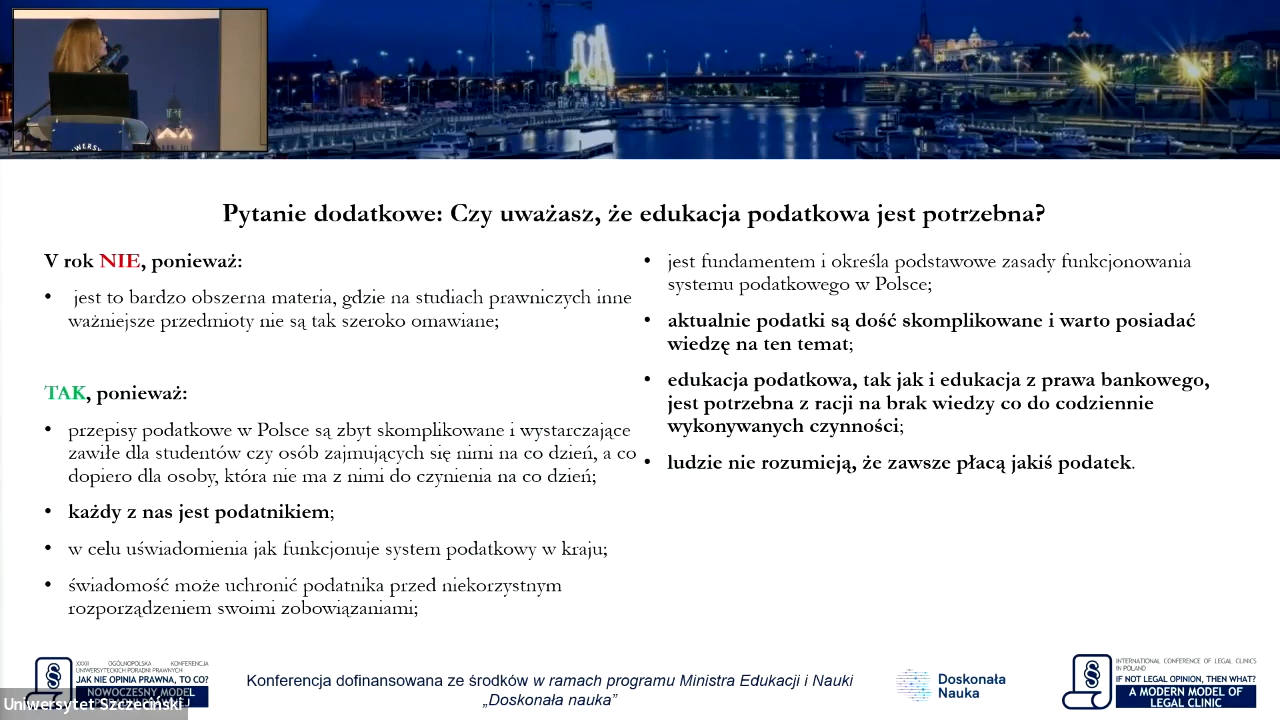 WERSY
Pytanie dodatkowe: Czy uważasz, że edukacja podatkowa jest potrzebna?
V rok NIE, ponieważ:
• jest to bardzo obszerna materia, gdzie na studiach prawniczych inne
ważniejsze przedmioty nie są tak szeroko omawiane;
TAK, ponieważ:
• przepisy podatkowe w Polsce są zbyt skomplikowane i wystarczające
zawiłe dla studentów czy osób zajmujących się nimi na co dzień, a co
dopiero dla osoby, która nie ma z nimi do czynienia na co dzień;
• każdy z nas jest podatnikiem;
• w celu uświadomienia jak funkcjonuje system podatkowy w kraju;
• świadomość może uchronić podatnika przed niekorzystnym
rozporządzeniem swoimi zobowiązaniami;
• jest fundamentem i określa podstawowe zasady funkcjonowania
systemu podatkowego w Polsce;
• aktualnie podatki są dość skomplikowane i warto posiadać
wiedzę na ten temat;
• edukacja podatkowa, tak jak i edukacja z prawa bankowego,
jest potrzebna z racji na brak wiedzy co do codziennie
wykonywanych czynności;
• ludzie nie rozumieją, że zawsze płacą jakiś podatek.
XXXII OGÓLNOPOLSKA KONFERENCJA
UNIWERSYTECKICH PORADNI PRAWNYCH
JAK NIE OPINIA PRAWNA, TO CO?
NOWOCZESNY MODEL
Uniwersytet Szczeciński
Konferencja dofinansowana ze środków w ramach programu Ministra Edukacji i Nauki
„Doskonała nauka”
Doskonała
Nauka
INTERNATIONAL CONFERENCE OF LEGAL CLINICS
IN POLAND
IF NOT LEGAL OPINION, THEN WHAT?
A MODERN MODEL OF
LEGAL CLINIC